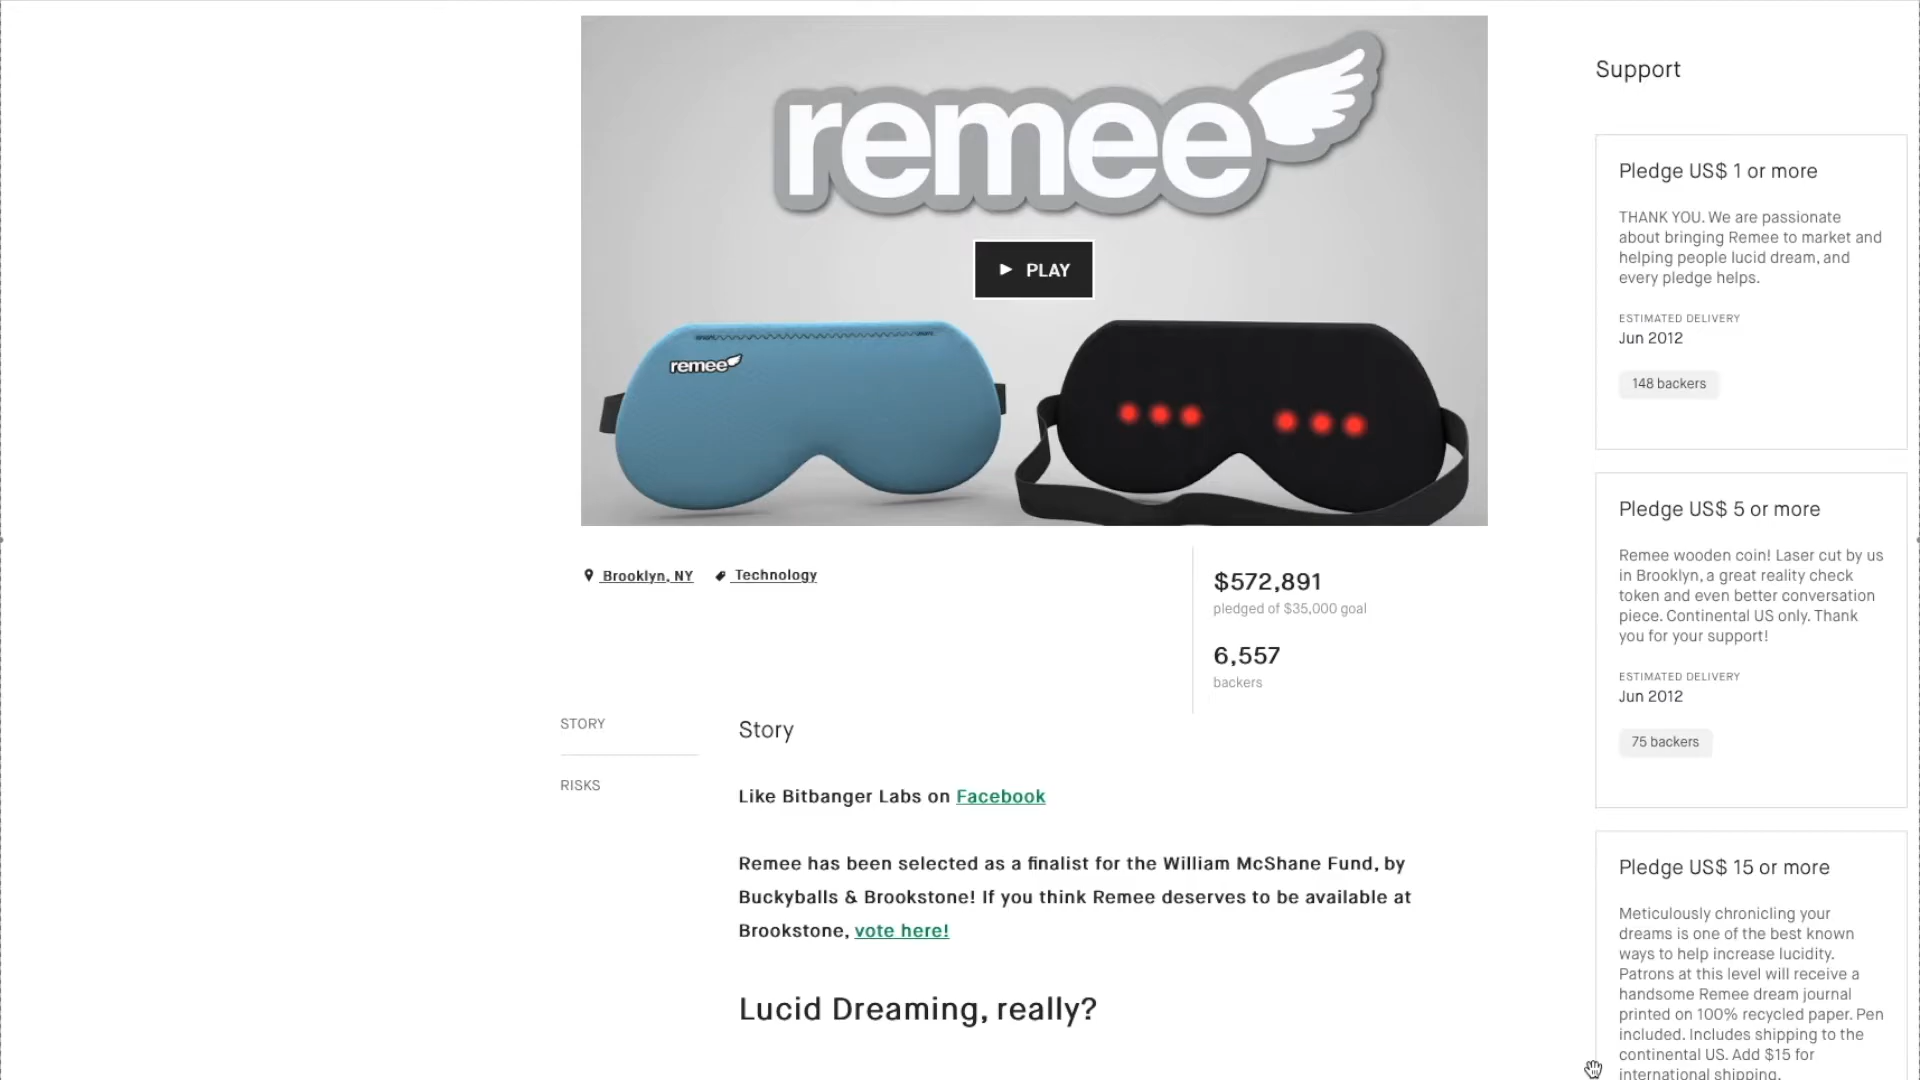 remee
PLAY
remee
Brooklyn, NY
Technology
$572,891
pledged of $35,000 goal
6,557
backers
STORY
RISKS
Story
Like Bitbanger Labs on Facebook
Remee has been selected as a finalist for the William McShane Fund, by
Buckyballs & Brookstone! If you think Remee deserves to be available at
Brookstone, vote here!
Lucid Dreaming, really?
Support
Pledge US$ 1 or more
THANK YOU. We are passionate
about bringing Remee to market and
helping people lucid dream, and
every pledge helps.
ESTIMATED DELIVERY
Jun 2012
148 backers
Pledge US$ 5 or more
Remee wooden coin! Laser cut by us
in Brooklyn, a great reality check
token and even better conversation
piece. Continental US only. Thank
you for your support!
ESTIMATED DELIVERY
Jun 2012
75 backers
Pledge US$ 15 or more
Meticulously chronicling your
dreams is one of the best known
ways to help increase lucidity.
Patrons at this level will receive a
handsome Remee dream journal
printed on 100% recycled paper. Pen
included. Includes shipping to the
continental US. Add $15 for
international shipping.